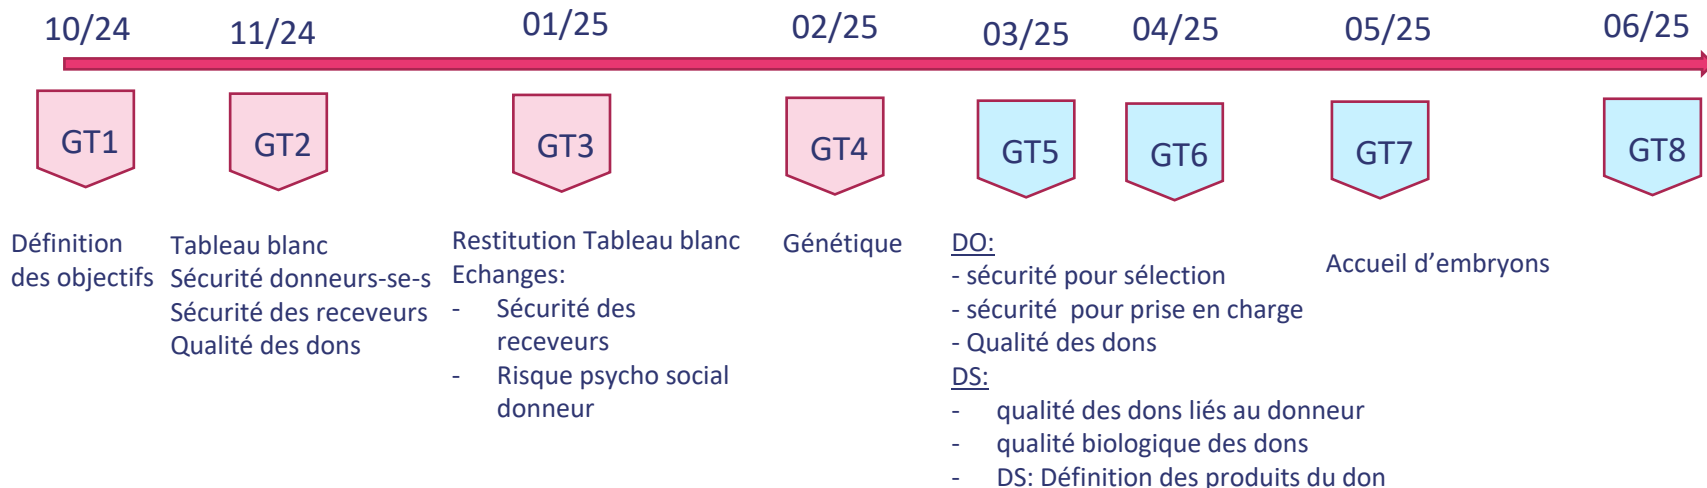 10/24
11/24
01/25
02/25
03/25
04/25
05/25
06/25
GT1
GT2
GT3
GT4
GT5
GT6
GT7
GT8
Définition
des objectifs
Tableau blanc
Sécurité donneurs-se-s
Sécurité des receveurs
Qualité des dons
Restitution Tableau blanc
Echanges:
- Sécurité des
receveurs
- Risque psycho social
donneur
Génétique
DO:
- sécurité pour sélection
- sécurité pour prise en charge
- Qualité des dons
DS:
- qualité des dons liés au donneur
- qualité biologique des dons
- DS: Définition des produits du don
Accueil d'embryons